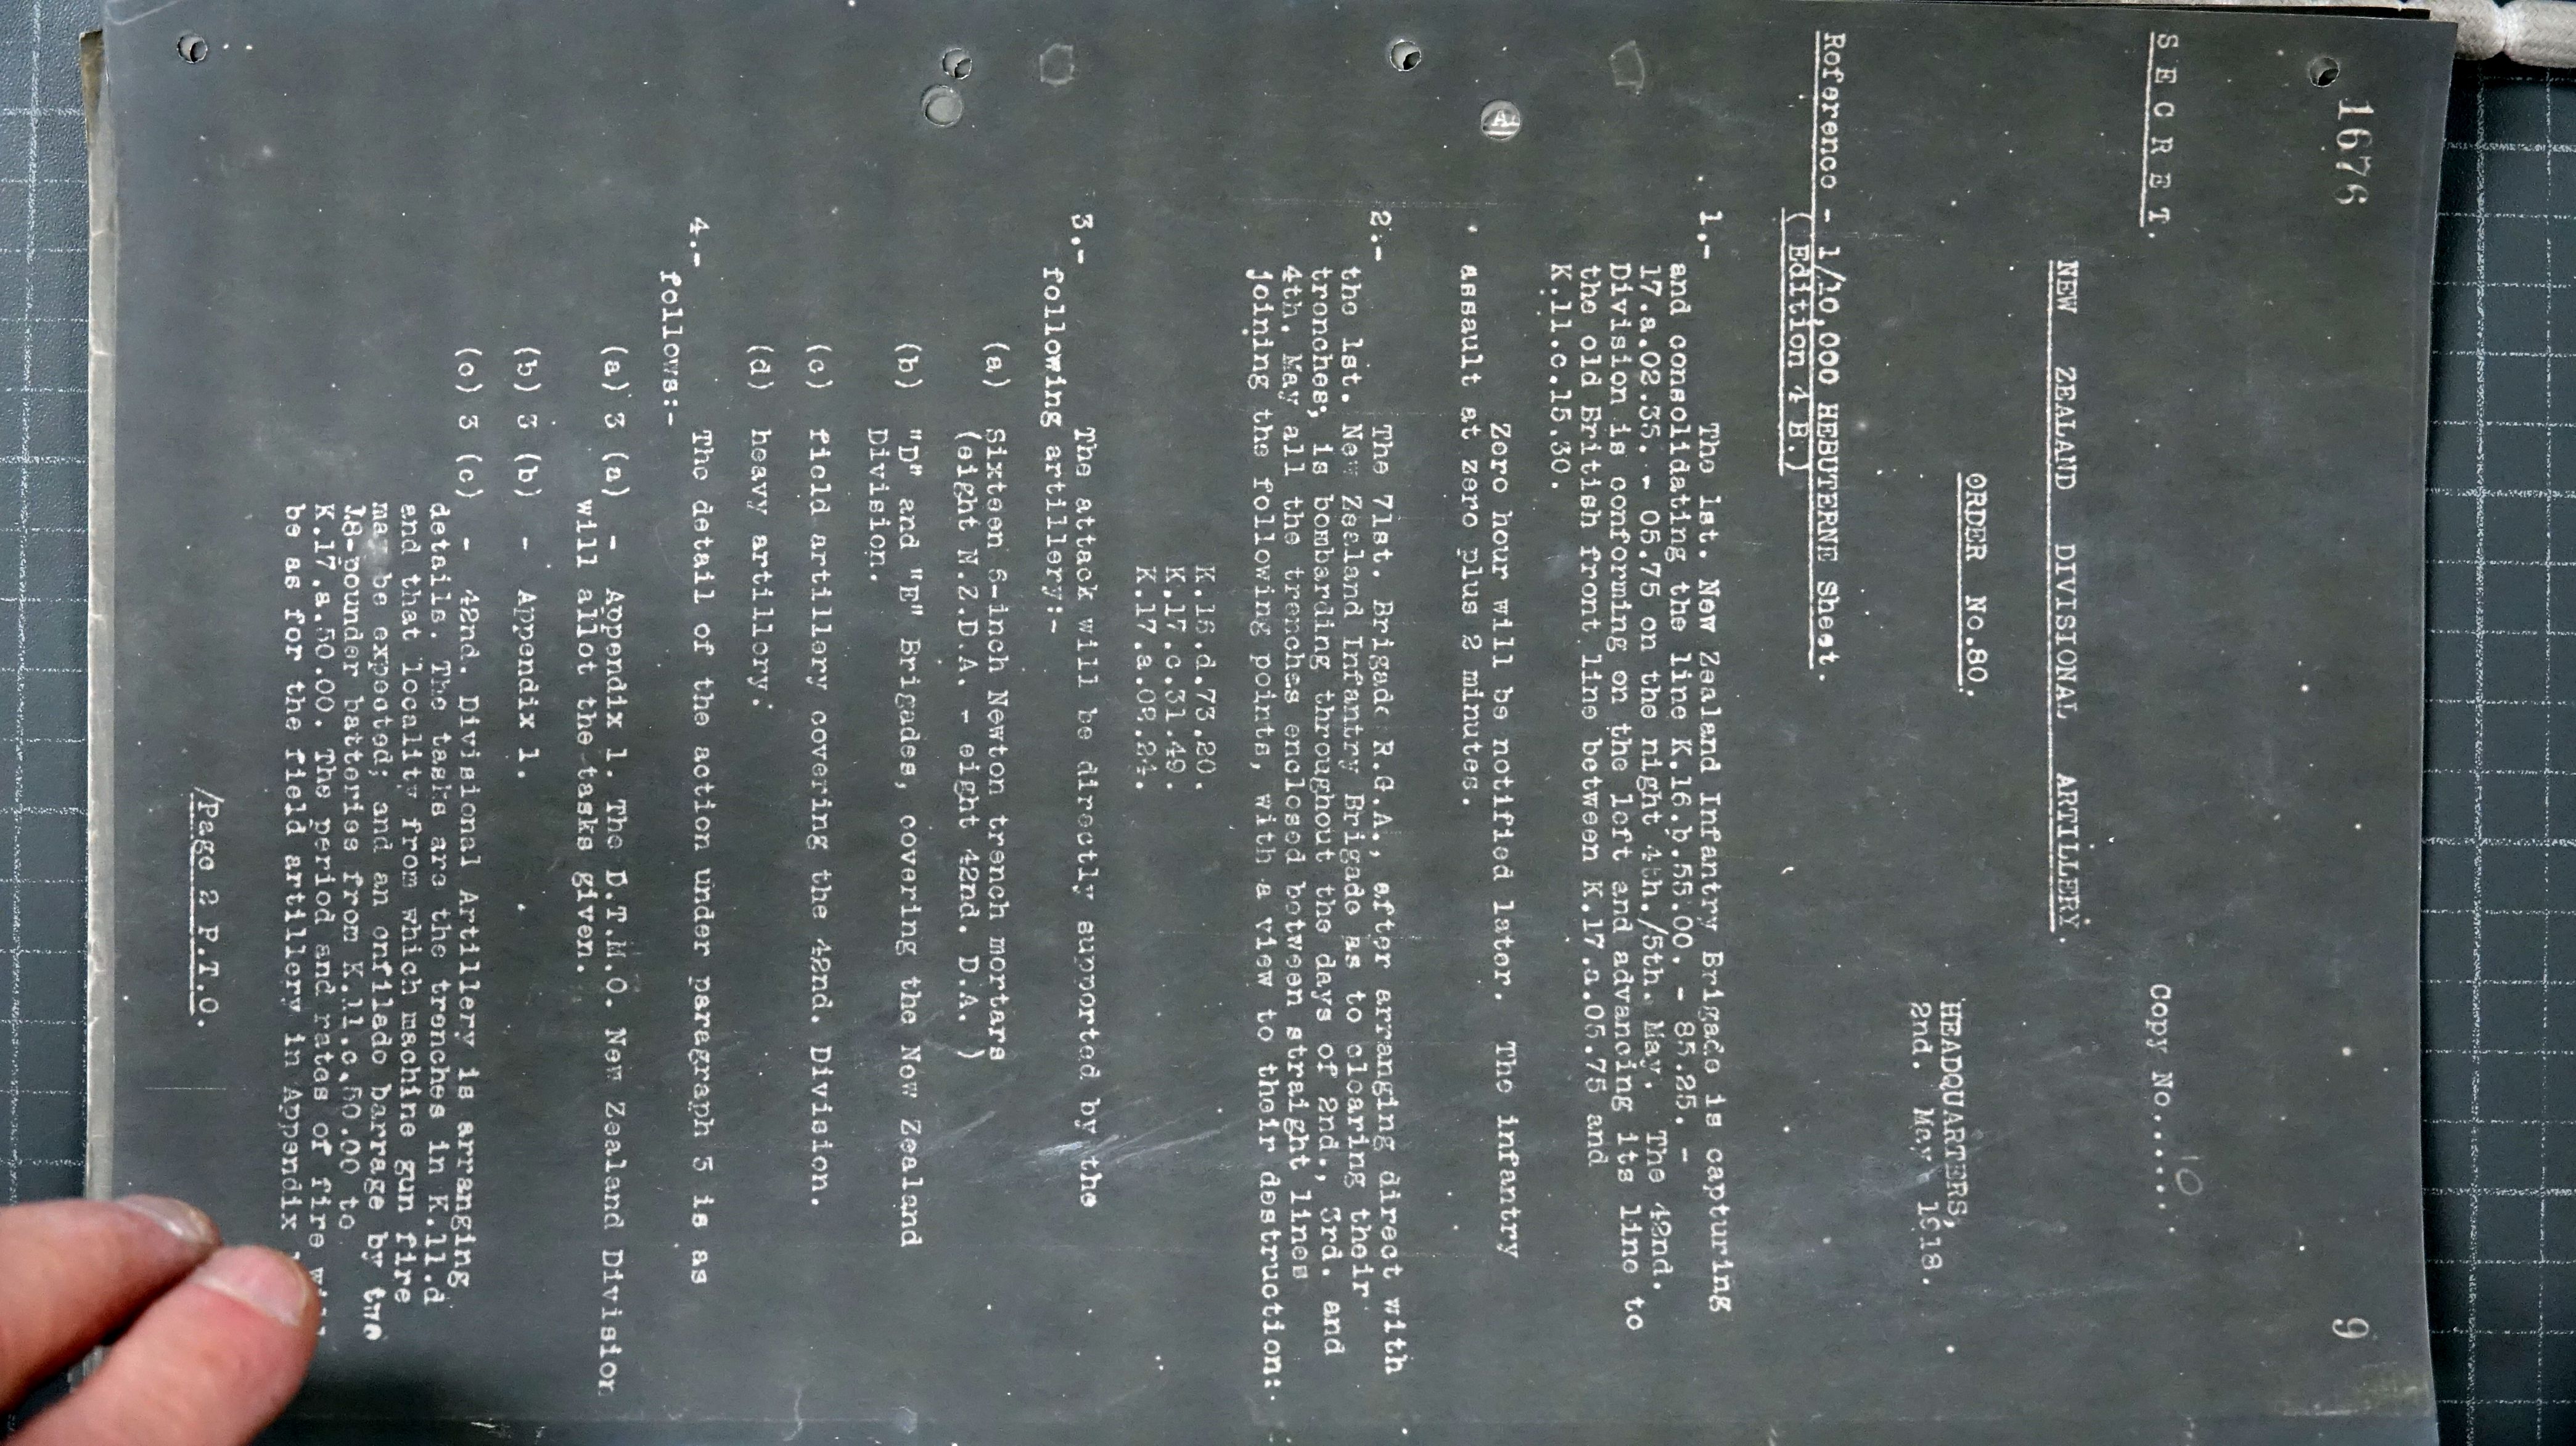 1676
9
S E C R E T.
Copy No....10...
NEW ZEALAND DIVISIONAL ARTILLERY.
ORDER No.80.
HEADQUARTERS,
2nd. May 1918.
Reference - 1/10,000 HEBUTERNE Sheet.
( Edition 4 B.)
1.- The 1st. New Zealand Infantry Brigade is capturing
and consolidating the line K.16.b.55.00. - 85.25. -
17.a.02.35. - 05.75 on the night 4th./5th. May. The 42nd.
Division is conforming on the left and advancing its line to
the old British front line between K.17.a.05.75 and
K.11.c.15.30.
Zero hour will be notified later. The infantry
assault at zero plus 2 minutes.
2.- The 71st. Brigade R.G.A., after arranging direct with
the 1st. New Zealand Infantry Brigade as to clearing their
trenches, is bombarding throughout the days of 2nd., 3rd. and
4th. May all the trenches enclosed between straight lines
joining the following points, with a view to their destruction:.
K.16.d.73.20.
K.17.c.31.49.
K.17.a.02.24.
3.- The attack will be directly supported by the
following artillery:-
(a) Sixteen 6-inch Newton trench mortars
(eight N.Z.D.A. - eight 42nd. D.A. )
(b) "D" and "E" Brigades, covering the New Zealand
Division.
(c) field artillery covering the 42nd. Division.
(d) heavy artillery.
4.- The detail of the action under paragraph 3 is as
follows:-
(a) 3 (a) - Appendix 1. The D.T.M.O. New Zealand Division
will allot the tasks given.
(b) 3 (b) - Appendix 1.
(c) 3 (c) - 42nd. Divisional Artillery is arranging
details. The tasks are the trenches in K.11.d
and that locality from which machine gun fire
may be expected; and an enfilade barrage by two
18-pounder batteries from K.11.c.50.00 to
K.17.a.50.00. The period and rates of fire will
be as for the field artillery in Appendix
/Page 2 P.T.O.